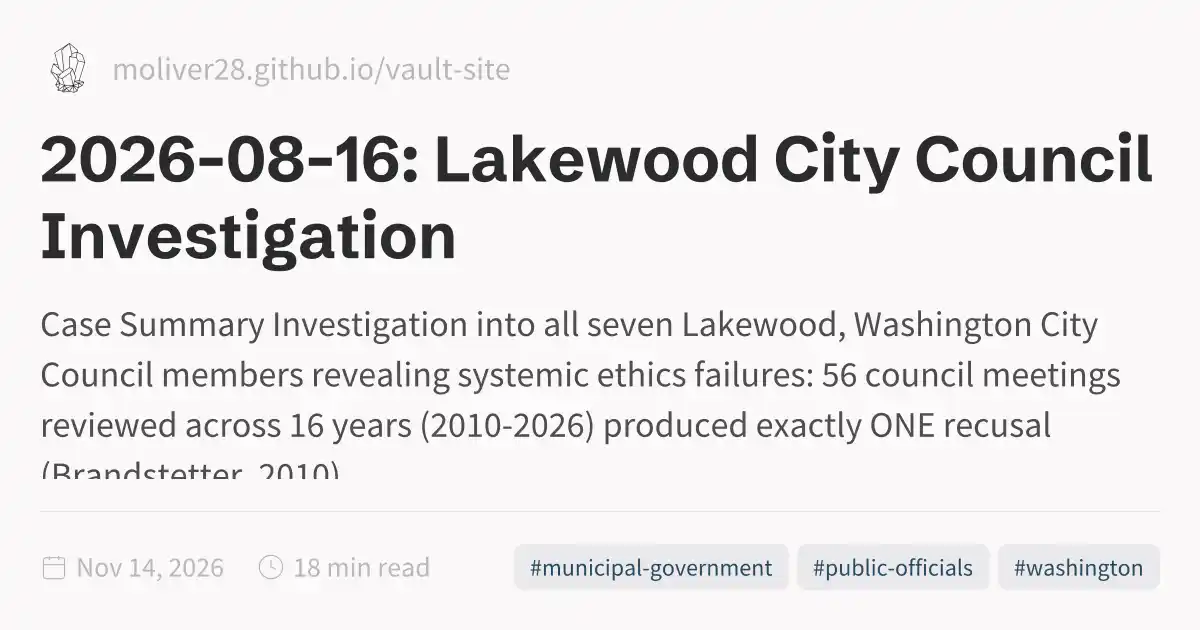 moliver28.github.io/vault-site
2026-08-16: Lakewood City Council
Investigation
Case Summary Investigation into all seven Lakewood, Washington City
Council members revealing systemic ethics failures: 56 council meetings
reviewed across 16 years (2010-2026) produced exactly ONE recusal
(Brandstetter, 2010)
Nov 14, 2026
18 min read
#municipal-government
#public-officials
#washington